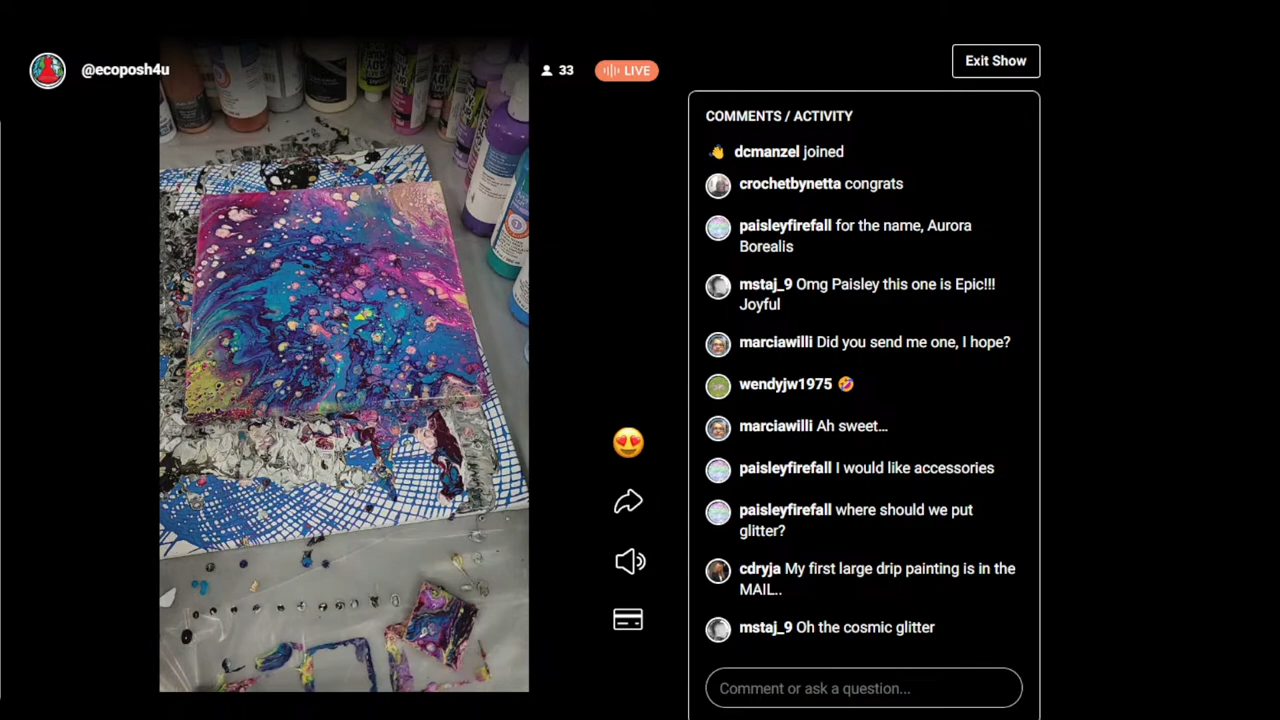 @ecoposh4u
33
LIVE
Exit Show
COMMENTS / ACTIVITY
dcmanzel joined
crochetbynetta congrats
paisleyfirefall for the name, Aurora
Borealis
mstaj_9 Omg Paisley this one is Epic!!!
Joyful
marciawilli Did you send me one, I hope?
wendyjw1975 🤣
marciawilli Ah sweet...
paisleyfirefall I would like accessories
paisleyfirefall where should we put
glitter?
cdryja My first large drip painting is in the
MAIL..
mstaj_9 Oh the cosmic glitter
Comment or ask a question...